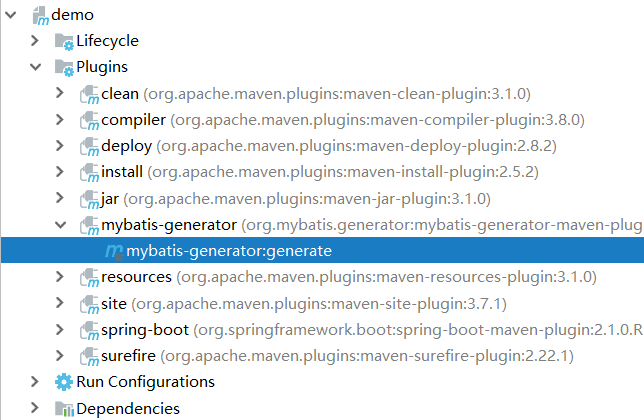 demo
Lifecycle
Plugins
clean (org.apache.maven.plugins:maven-clean-plugin:3.1.0)
compiler (org.apache.maven.plugins:maven-compiler-plugin:3.8.0)
deploy (org.apache.maven.plugins:maven-deploy-plugin:2.8.2)
install (org.apache.maven.plugins:maven-install-plugin:2.5.2)
jar (org.apache.maven.plugins:maven-jar-plugin:3.1.0)
mybatis-generator (org.mybatis.generator:mybatis-generator-maven-plug
mybatis-generator:generate
resources (org.apache.maven.plugins:maven-resources-plugin:3.1.0)
site (org.apache.maven.plugins:maven-site-plugin:3.7.1)
spring-boot (org.springframework.boot:spring-boot-maven-plugin:2.1.0.R
surefire (org.apache.maven.plugins:maven-surefire-plugin:2.22.1)
Run Configurations
Dependencies